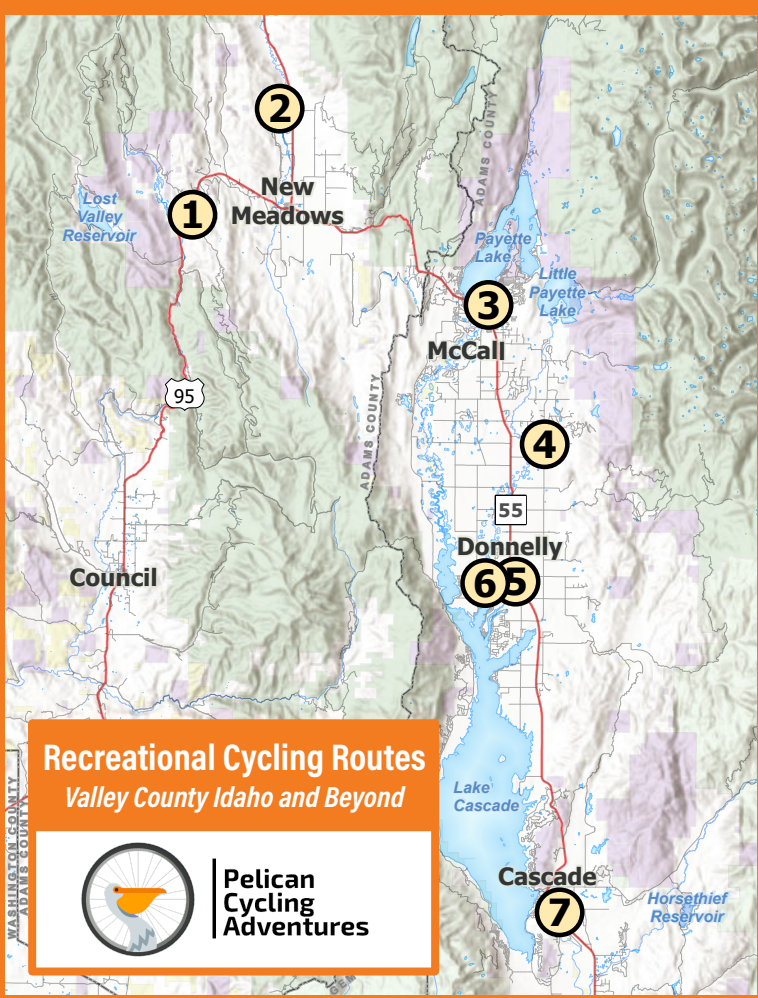 2
ADAMS COUNTY
New
Meadows
1
Lost
Valley
Reservoir
Payette
Lake
Little
Payette
Lake
3
McCall
95
ADAMS COUNTY
4
55
Donnelly
6
5
Council
Recreational Cycling Routes
Valley County Idaho and Beyond
WASHINGTON COUNTY
ADAMS COUNTY
Lake
Cascade
Pelican
Cycling
Adventures
Cascade
7
Horsethief
Reservoir